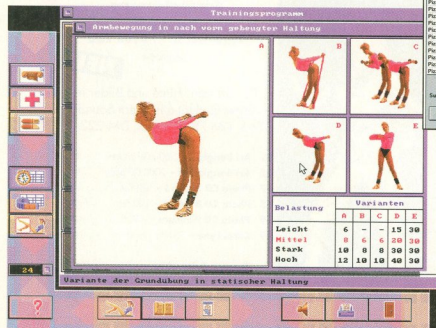 Trainingsprogramm
Armbewegung in nach vorn gebeugter Haltung
A
B
C
D
E
Belastung Varianten
A B C D E
Leicht 6 - - 15 30
Mittel 8 6 6 20 30
Stark 10 8 8 30 30
Hoch 12 10 10 40 30
Variante der Grundübung in statischer Haltung
24
?